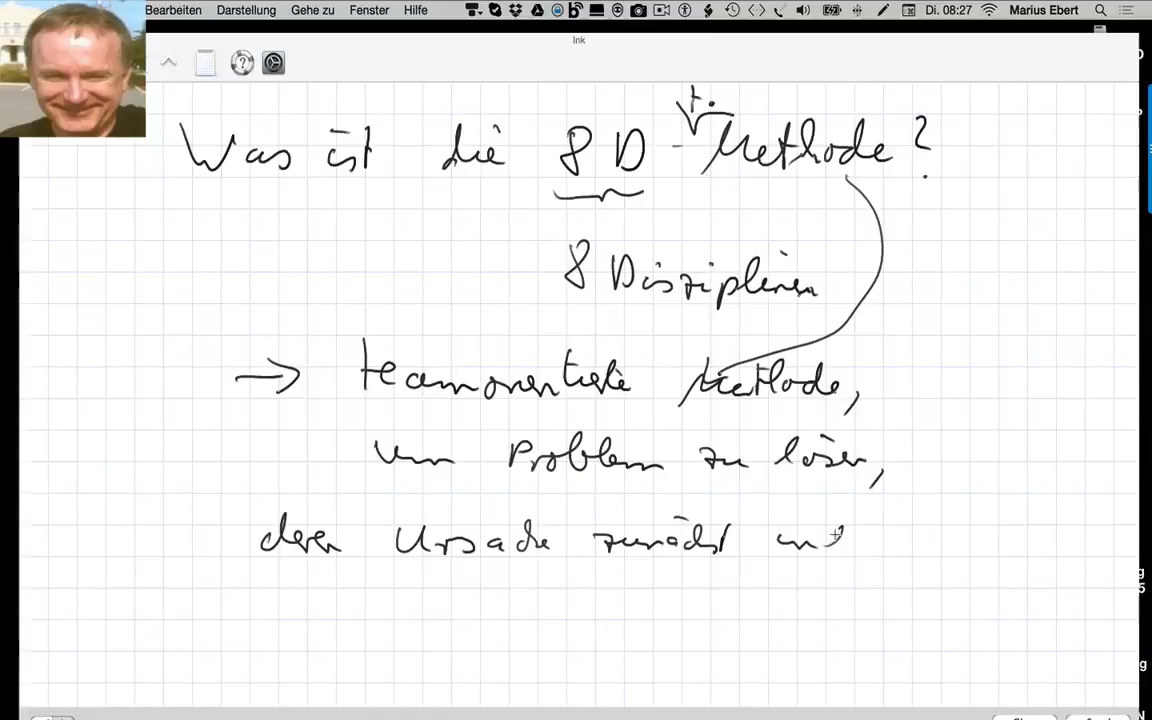 Bearbeiten Darstellung Gehe zu Fenster Hilfe Di. 08:27 Marius Ebert
Ink
Was ist die 8 D - Methode?
8 Disziplinen
→ teamorientierte Methode,
um Problem zu lösen,
deren Ursache zunächst